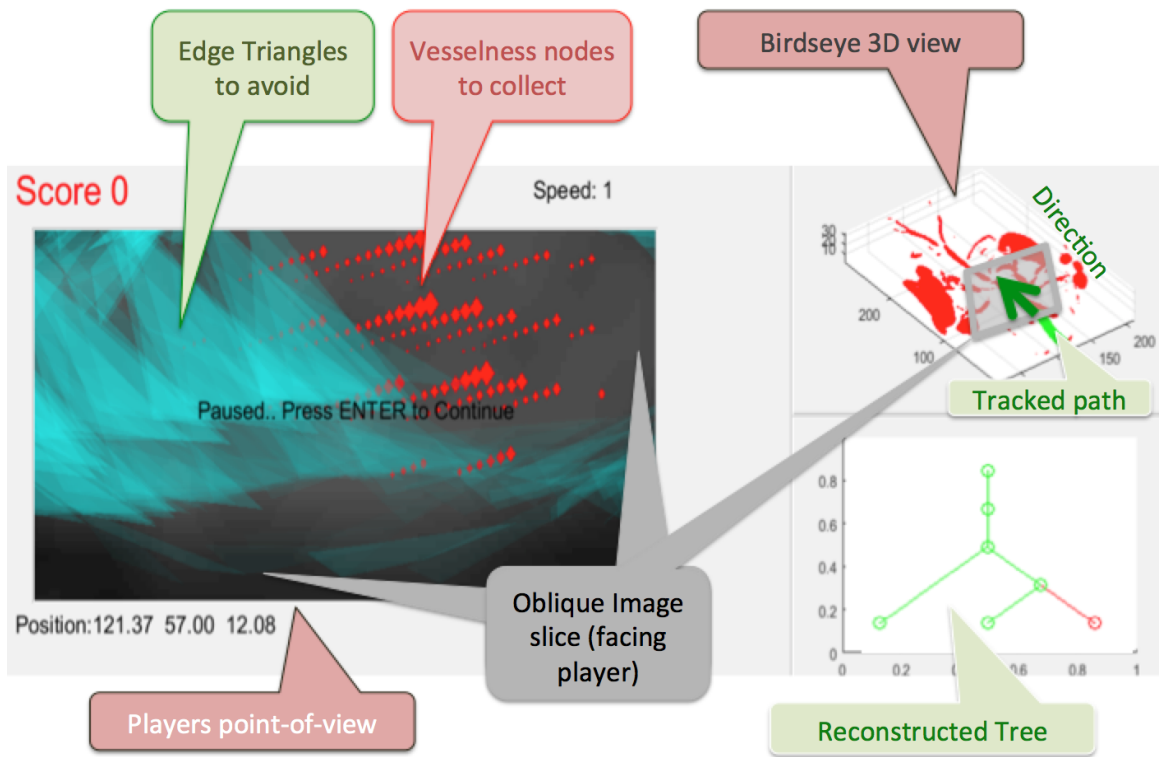 Edge Triangles
to avoid
Vesselness nodes
to collect
Birdseye 3D view
Score 0
Speed: 1
Direction
30
20
10
200
100
150
200
Tracked path
Paused.. Press ENTER to Continue
0.8
0.6
0.4
0.2
0
0
0.2
0.6
0.8
1
Oblique Image
slice (facing
player)
Position:121.37 57.00 12.08
Players point-of-view
Reconstructed Tree